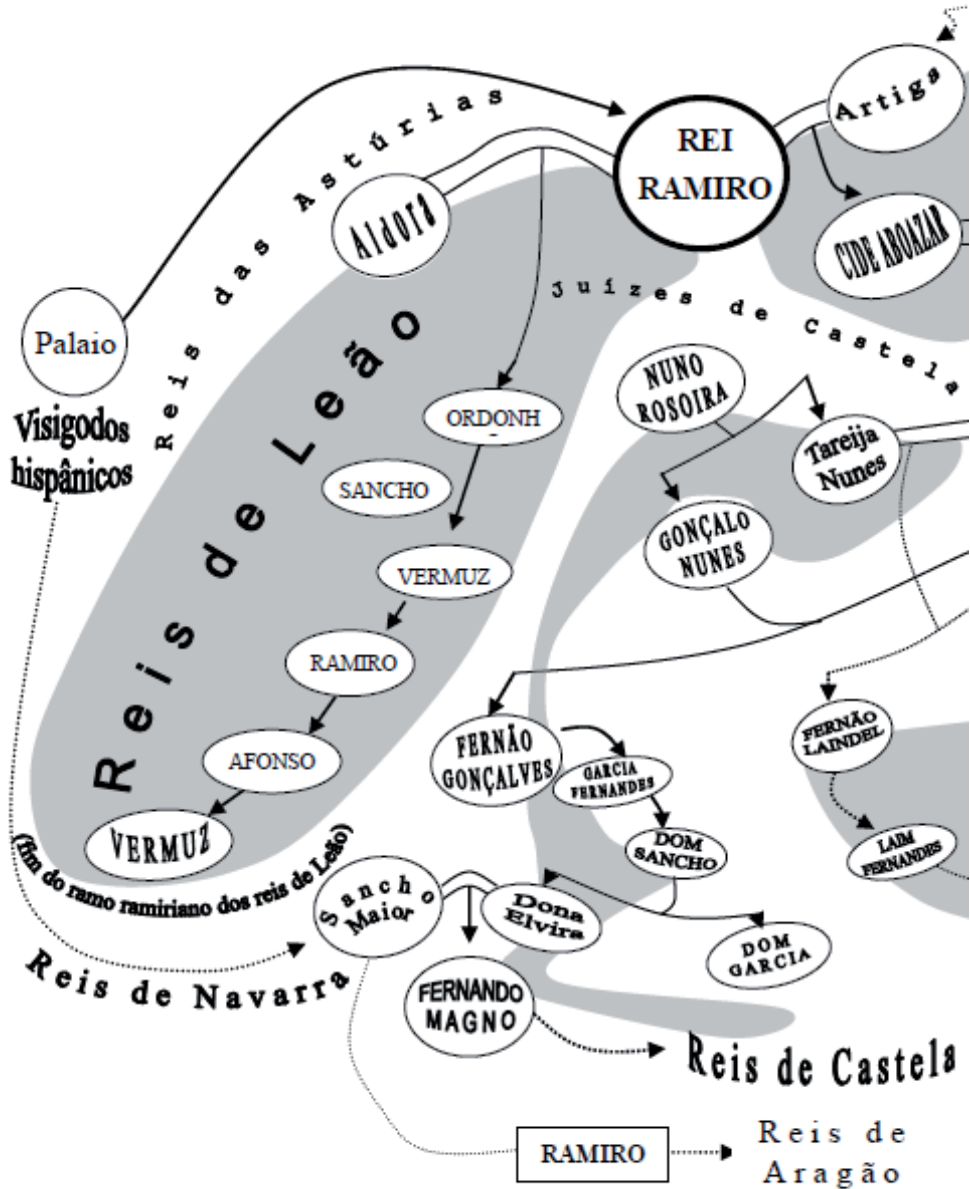 Artiga
REI
RAMIRO
Reis das Astúrias
Aldora
CIDE ABOAZAR
Juízes de Castela
Palaio
Visigodos
hispânicos
Reis de Leão
NUNO
ROSOIRA
ORDONH
Tareija
Nunes
SANCHO
GONÇALO
NUNES
VERMUZ
RAMIRO
FERNÃO
LAINDEL
FERNÃO
GONÇALVES
GARCIA
FERNANDES
AFONSO
VERMUZ
DOM
SANCHO
LAIM
FERNANDES
(fim do ramo ramiriano dos reis de Leão)
Sancho
Maior
Dona
Elvira
DOM
GARCIA
Reis de Navarra
FERNANDO
MAGNO
Reis de Castela
RAMIRO
Reis de
Aragão